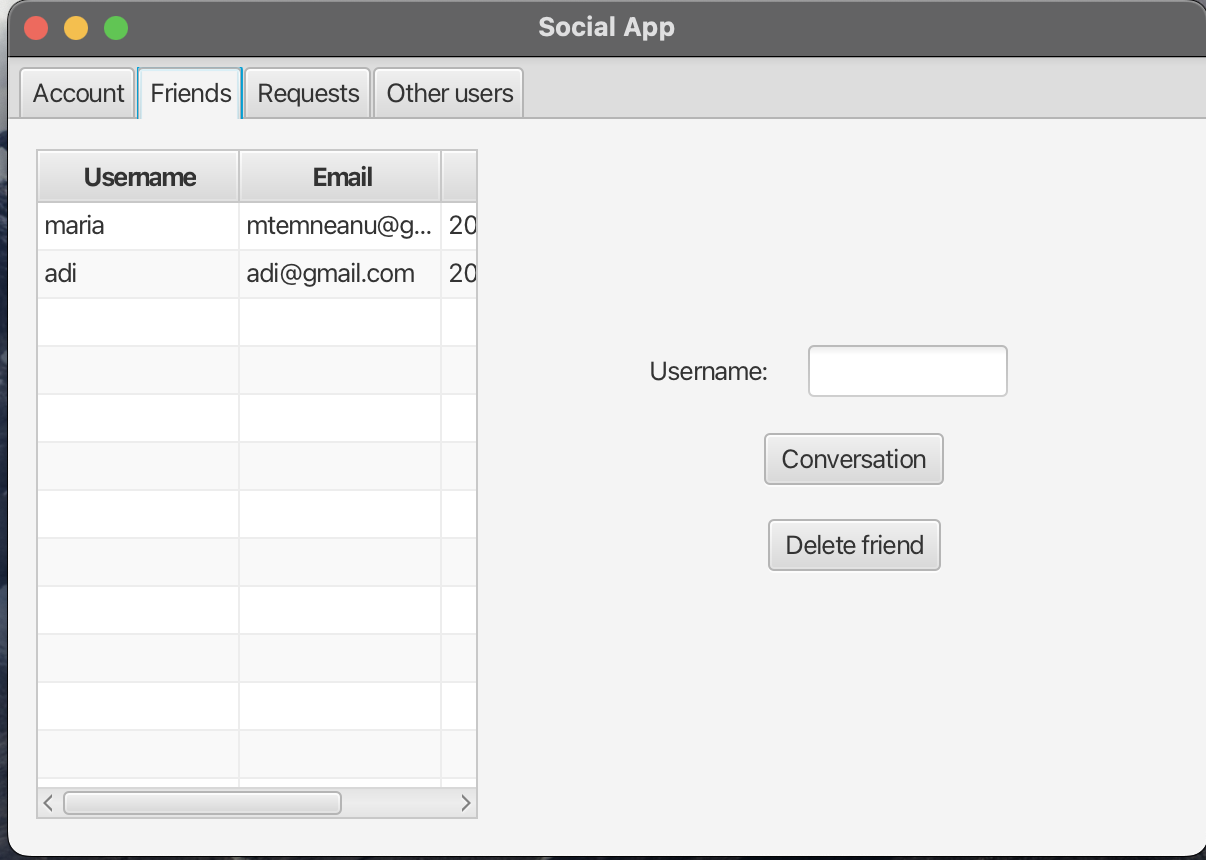 Social App
Account Friends Requests Other users
Username Email
maria mtemneanu@g... 20
adi adi@gmail.com 20
Username:
Conversation
Delete friend